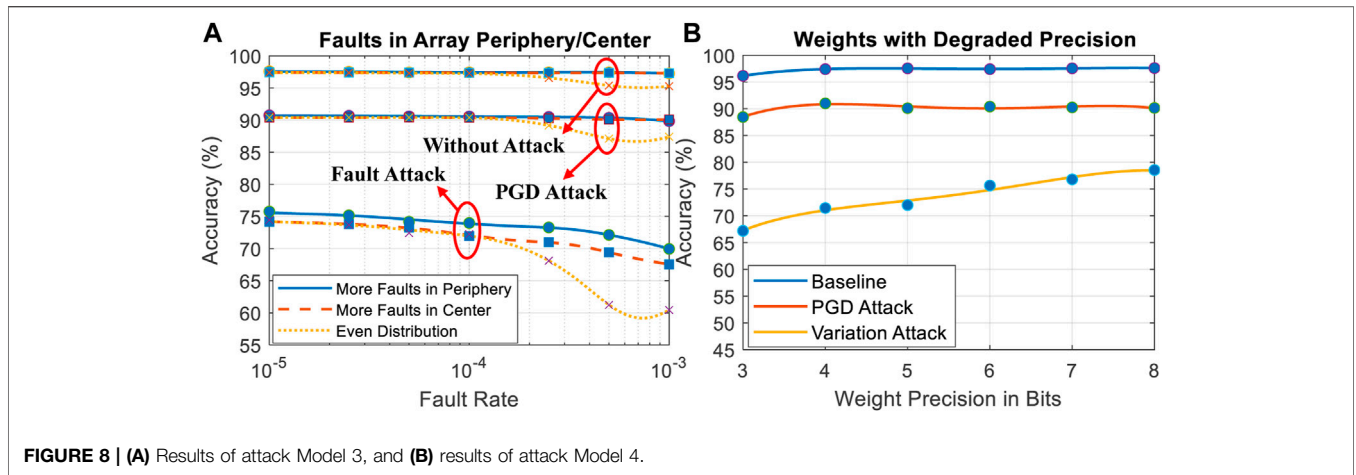 A
Faults in Array Periphery/Center
Accuracy (%)
100
95
90
85
80
75
70
65
60
55
Without Attack
Fault Attack
PGD Attack
More Faults in Periphery
More Faults in Center
Even Distribution
10-5
10-4
10-3
Fault Rate
B
Weights with Degraded Precision
Accuracy (%)
100
95
90
85
80
75
70
65
60
55
50
45
Baseline
PGD Attack
Variation Attack
3
4
5
6
7
8
Weight Precision in Bits
FIGURE 8 | (A) Results of attack Model 3, and (B) results of attack Model 4.